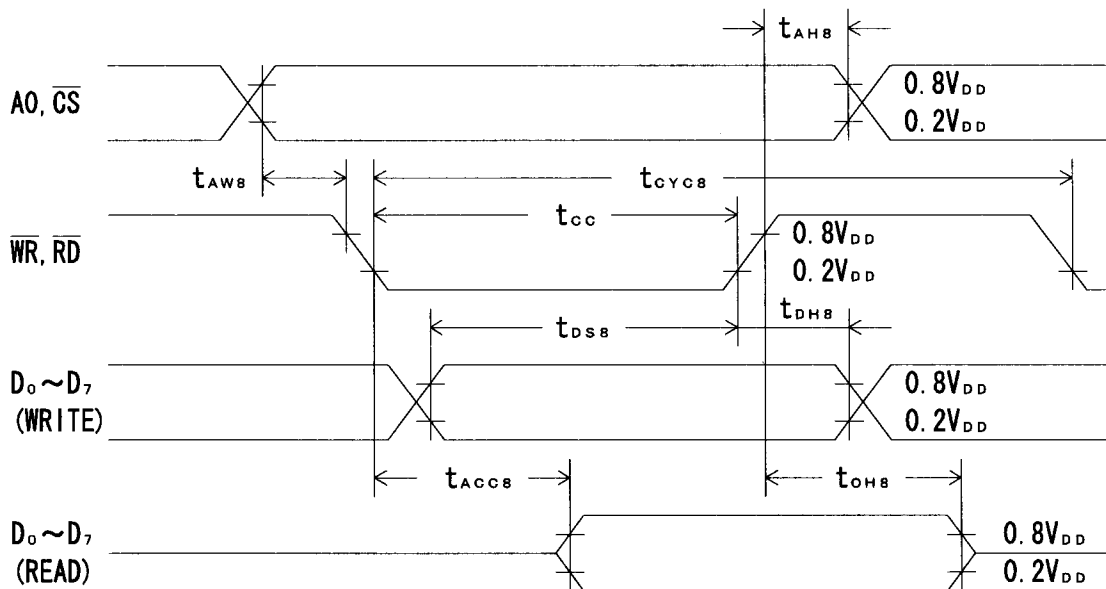 tAH8
A0, CS
0.8VDD
0.2VDD
tAW8
tCYC8
tCC
WR, RD
0.8VDD
0.2VDD
tDS8
tDH8
D0~D7
(WRITE)
0.8VDD
0.2VDD
tACC8
tOH8
D0~D7
(READ)
0.8VDD
0.2VDD